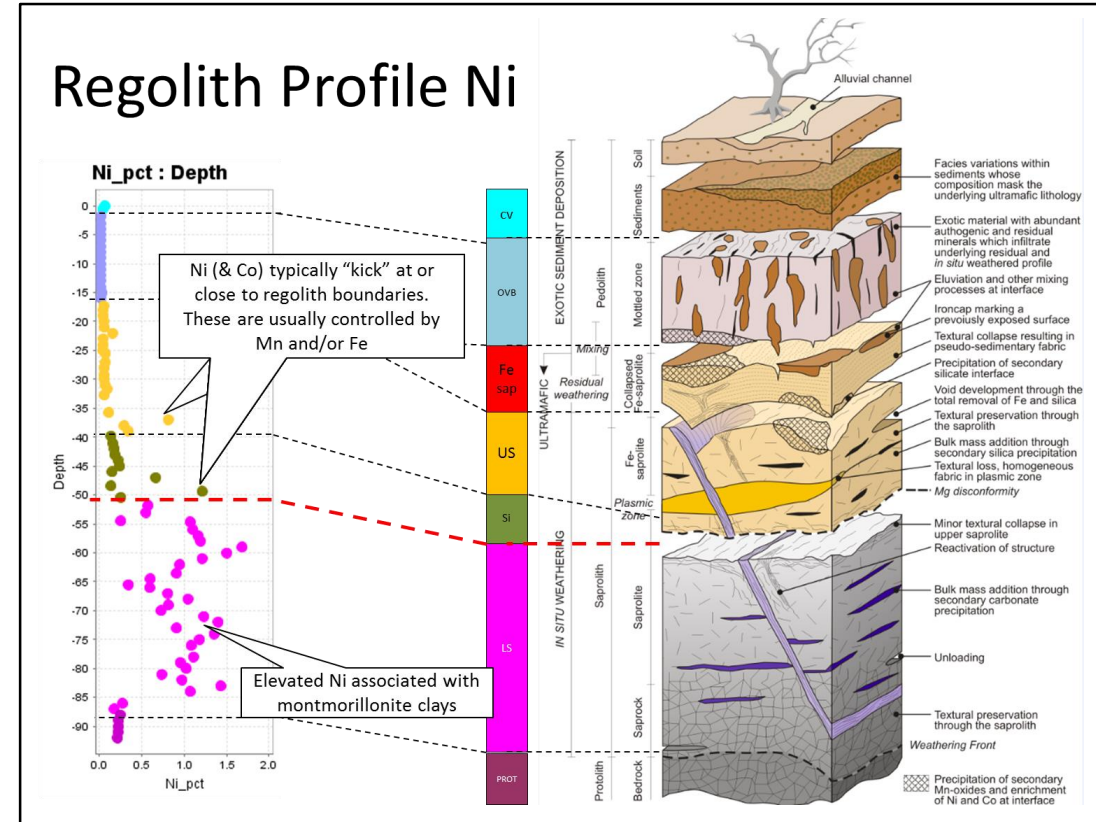 Regolith Profile Ni
Ni_pct : Depth
0
-5
-10
-15
-20
-25
-30
-35
-40
-45
-50
-55
-60
-65
-70
-75
-80
-85
-90
Depth
0.0
0.5
1.0
1.5
2.0
Ni_pct
Ni (& Co) typically “kick” at or
close to regolith boundaries.
These are usually controlled by
Mn and/or Fe
Elevated Ni associated with
montmorillonite clays
CV
OVB
Fe
sap
US
Si
LS
PROT
EXOTIC SEDIMENT DEPOSITION
ULTRAMAFIC
IN SITU WEATHERING
Pedolith
Mixing
Residual
weathering
Saprolith
Protolith
Soil
Sediments
Mottled zone
Collapsed
Fe-saprolite
Fe-
saprolite
Plasmic
zone
Saprolite
Saprock
Bedrock
Alluvial channel
Facies variations within
sediments whose
composition mask the
underlying ultramafic lithology
Exotic material with abundant
authogenic and residual
minerals which infiltrate
underlying residual and
in situ weathered profile
Eluviation and other mixing
processes at interface
Ironcap marking a
prevoiusly exposed surface
Textural collapse resulting in
pseudo-sedimentary fabric
Precipitation of secondary
silicate interface
Void development through the
total removal of Fe and silica
Textural preservation through
the saprolite
Bulk mass addition through
secondary silica precipitation
Textural loss, homogeneous
fabric in plasmic zone
Mg disconformity
Minor textural collapse in
upper saprolite
Reactivation of structure
Bulk mass addition through
secondary carbonate
precipitation
Unloading
Textural preservation
through the saprolith
Weathering Front
Precipitation of secondary
Mn-oxides and enrichment
of Ni and Co at interface